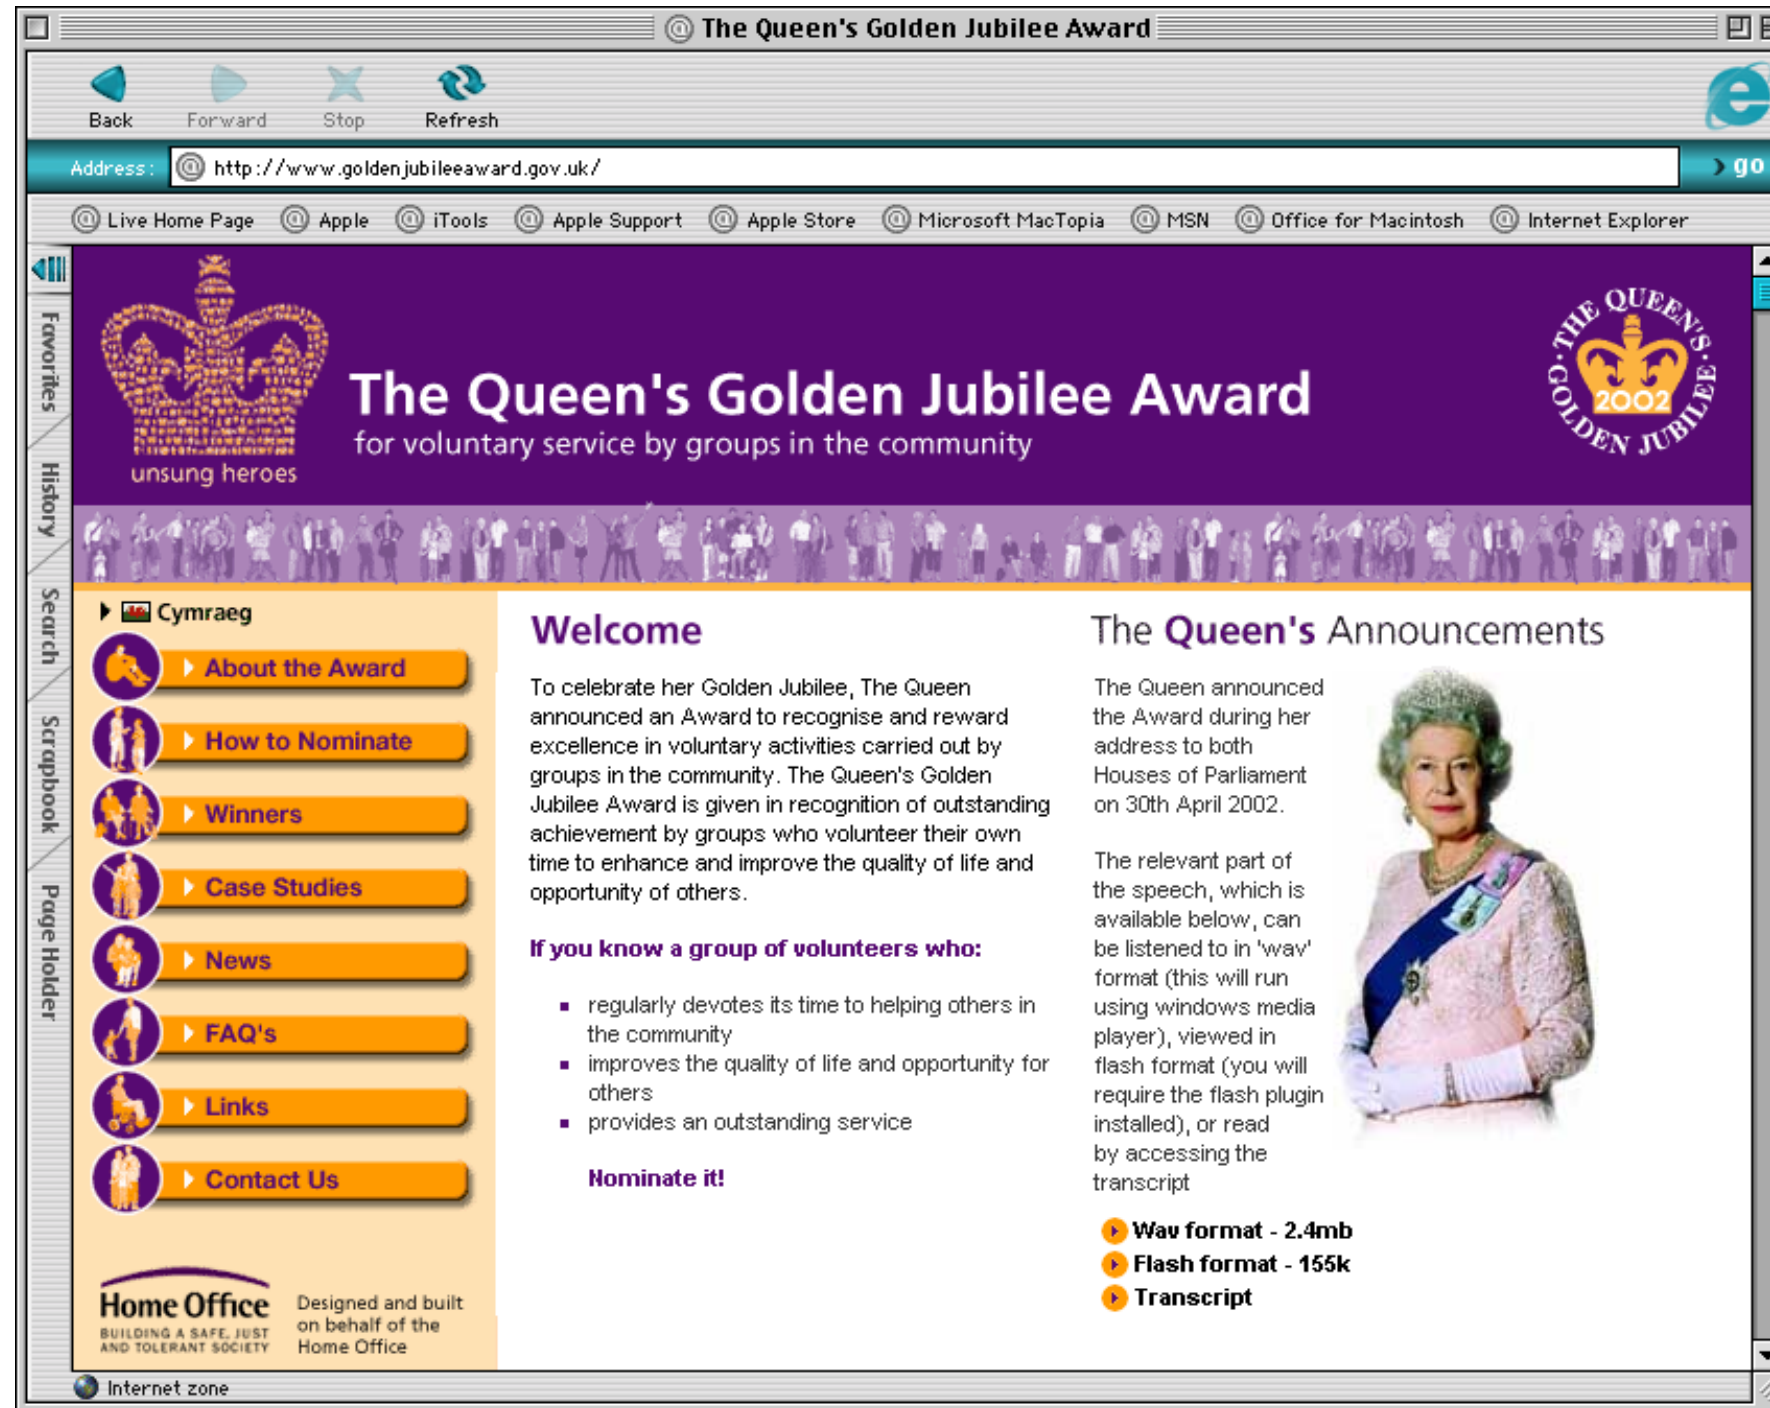 The Queen's Golden Jubilee Award
Back
Forward
Stop
Refresh
Address:
http://www.goldenjubileeaward.gov.uk/
go
Live Home Page
Apple
iTools
Apple Support
Apple Store
Microsoft MacTopia
MSN
Office for Macintosh
Internet Explorer
Favorites
History
Search
Scrapbook
Page Holder
unsung heroes
The Queen's Golden Jubilee Award
for voluntary service by groups in the community
THE QUEEN'S GOLDEN JUBILEE
2002
Cymraeg
About the Award
How to Nominate
Winners
Case Studies
News
FAQ's
Links
Contact Us
Home Office
BUILDING A SAFE, JUST
AND TOLERANT SOCIETY
Designed and built
on behalf of the
Home Office
Welcome
To celebrate her Golden Jubilee, The Queen
announced an Award to recognise and reward
excellence in voluntary activities carried out by
groups in the community. The Queen's Golden
Jubilee Award is given in recognition of outstanding
achievement by groups who volunteer their own
time to enhance and improve the quality of life and
opportunity of others.
If you know a group of volunteers who:
regularly devotes its time to helping others in
the community
improves the quality of life and opportunity for
others
provides an outstanding service
Nominate it!
The Queen's Announcements
The Queen announced
the Award during her
address to both
Houses of Parliament
on 30th April 2002.
The relevant part of
the speech, which is
available below, can
be listened to in 'wav'
format (this will run
using windows media
player), viewed in
flash format (you will
require the flash plugin
installed), or read
by accessing the
transcript
Wav format - 2.4mb
Flash format - 155k
Transcript
Internet zone